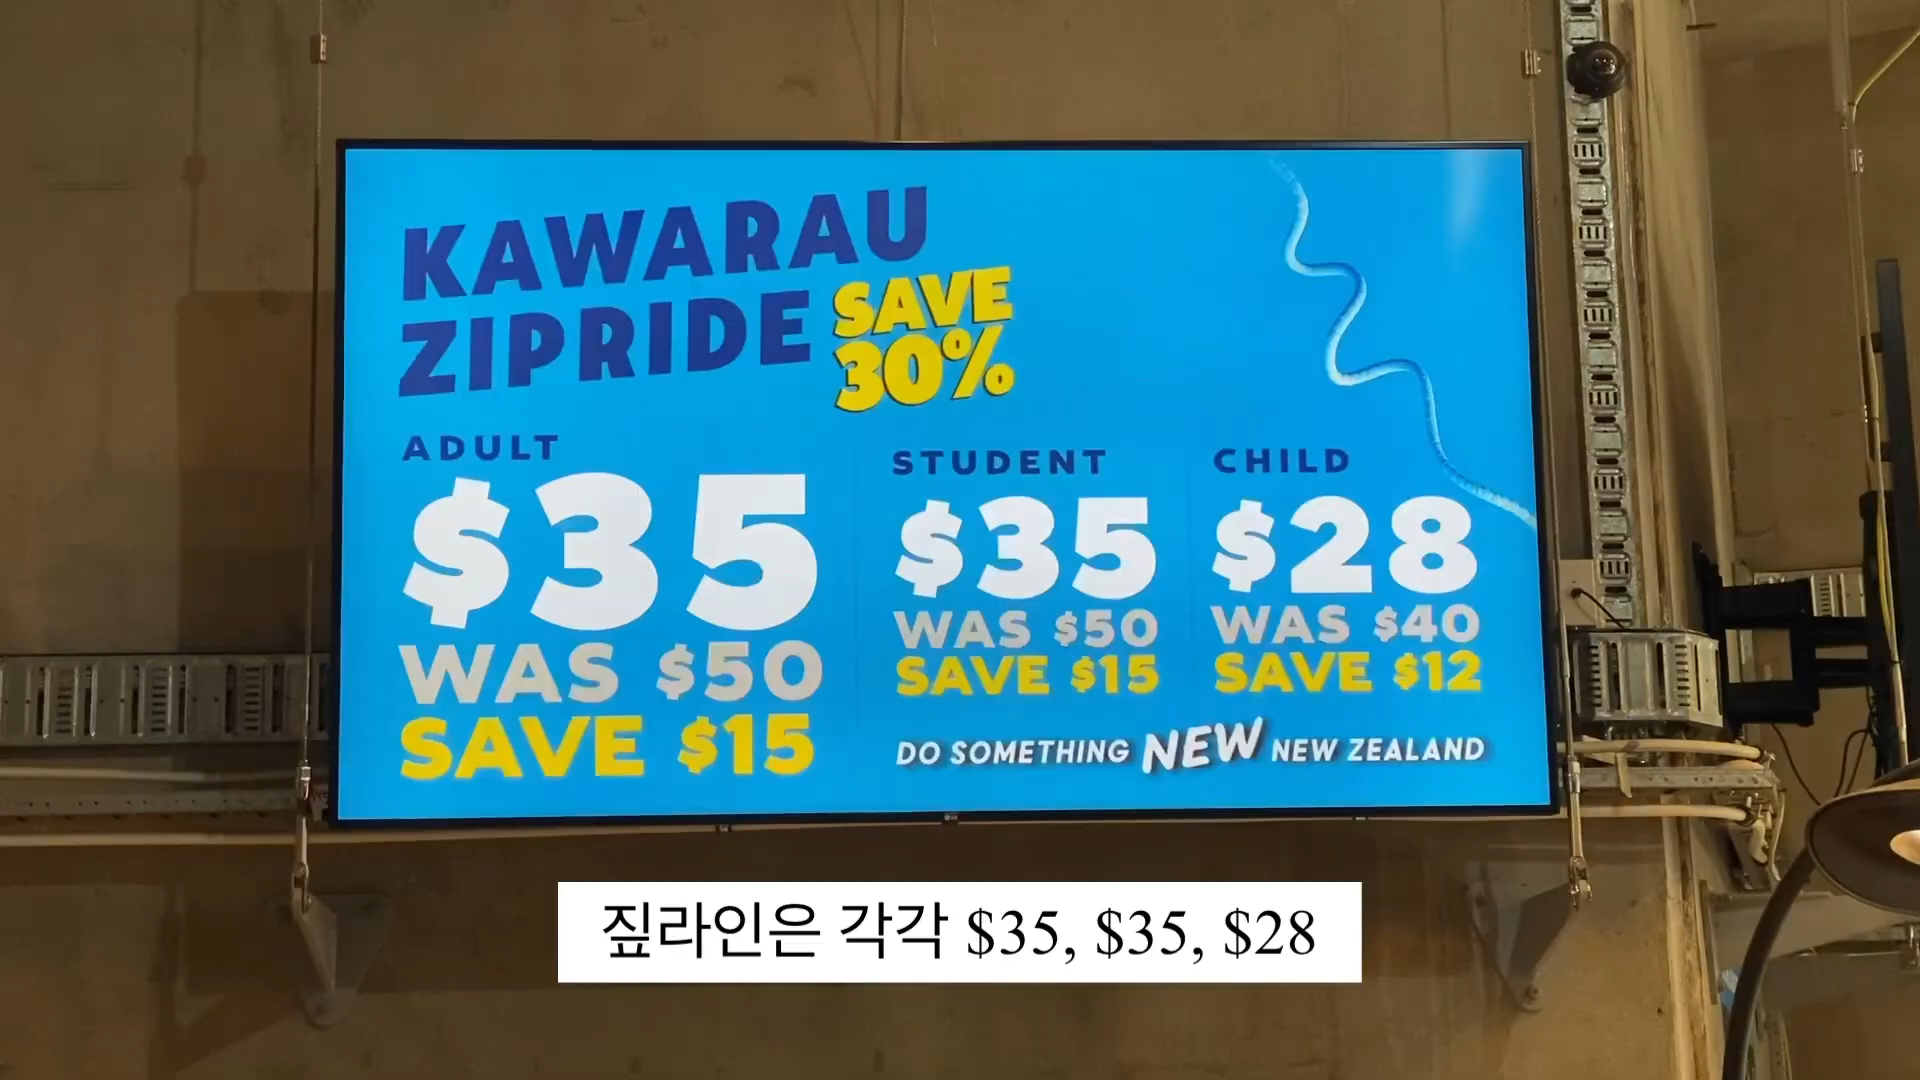 KAWARAU
ZIPRIDE
SAVE
30%
ADULT
$35
WAS $50
SAVE $15
STUDENT
$35
WAS $50
SAVE $15
CHILD
$28
WAS $40
SAVE $12
DO SOMETHING NEW NEW ZEALAND
짚라인은 각각 $35, $35, $28